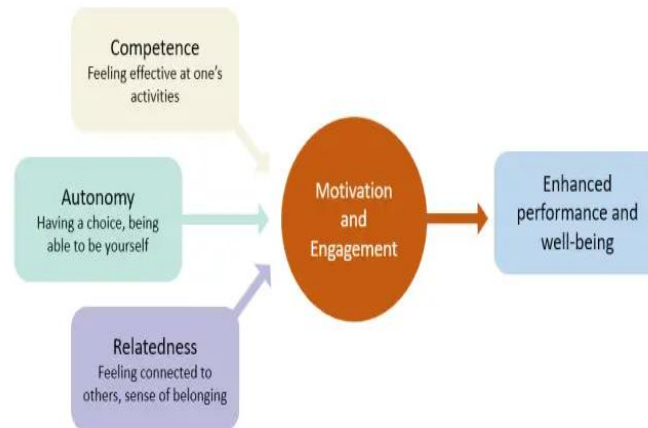 Competence
Feeling effective at one's
activities
Autonomy
Having a choice, being
able to be yourself
Relatedness
Feeling connected to
others, sense of belonging
Motivation
and
Engagement
Enhanced
performance and
well-being